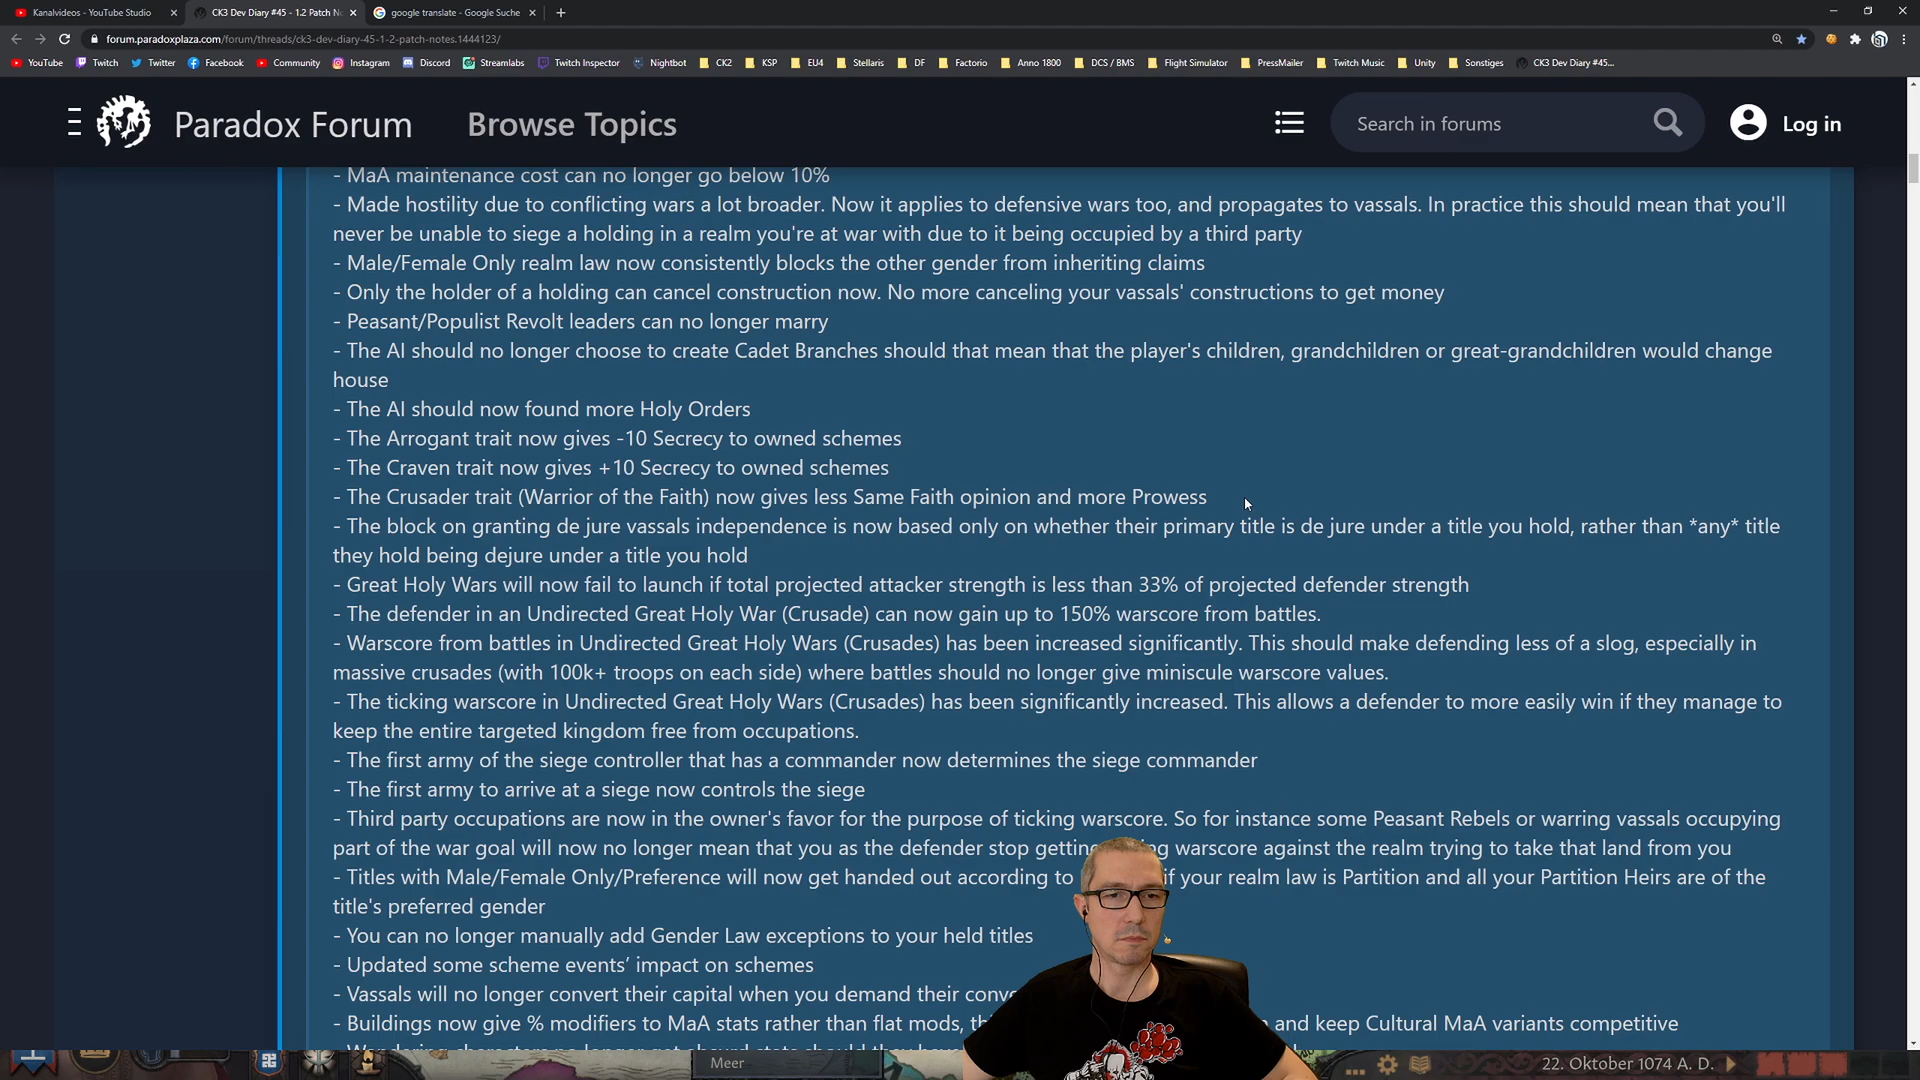 Kanalvideos - YouTube Studio
CK3 Dev Diary #45 - 1.2 Patch N
google translate - Google Suche
forum.paradoxplaza.com/forum/threads/ck3-dev-diary-45-1-2-patch-notes.1444123/
YouTube Twitch Twitter Facebook Community Instagram Discord Streamlabs Twitch Inspector Nightbot CK2 KSP EU4 Stellaris DF Factorio Anno 1800 DCS / BMS Flight Simulator PressMailer Twitch Music Unity Sonstiges CK3 Dev Diary #45...
Paradox Forum Browse Topics Search in forums Log in
- MaA maintenance cost can no longer go below 10%
- Made hostility due to conflicting wars a lot broader. Now it applies to defensive wars too, and propagates to vassals. In practice this should mean that you'll
never be unable to siege a holding in a realm you're at war with due to it being occupied by a third party
- Male/Female Only realm law now consistently blocks the other gender from inheriting claims
- Only the holder of a holding can cancel construction now. No more canceling your vassals' constructions to get money
- Peasant/Populist Revolt leaders can no longer marry
- The AI should no longer choose to create Cadet Branches should that mean that the player's children, grandchildren or great-grandchildren would change
house
- The AI should now found more Holy Orders
- The Arrogant trait now gives -10 Secrecy to owned schemes
- The Craven trait now gives +10 Secrecy to owned schemes
- The Crusader trait (Warrior of the Faith) now gives less Same Faith opinion and more Prowess
- The block on granting de jure vassals independence is now based only on whether their primary title is de jure under a title you hold, rather than *any* title
they hold being dejure under a title you hold
- Great Holy Wars will now fail to launch if total projected attacker strength is less than 33% of projected defender strength
- The defender in an Undirected Great Holy War (Crusade) can now gain up to 150% warscore from battles.
- Warscore from battles in Undirected Great Holy Wars (Crusades) has been increased significantly. This should make defending less of a slog, especially in
massive crusades (with 100k+ troops on each side) where battles should no longer give miniscule warscore values.
- The ticking warscore in Undirected Great Holy Wars (Crusades) has been significantly increased. This allows a defender to more easily win if they manage to
keep the entire targeted kingdom free from occupations.
- The first army of the siege controller that has a commander now determines the siege commander
- The first army to arrive at a siege now controls the siege
- Third party occupations are now in the owner's favor for the purpose of ticking warscore. So for instance some Peasant Rebels or warring vassals occupying
part of the war goal will now no longer mean that you as the defender stop getting warscore against the realm trying to take that land from you
- Titles with Male/Female Only/Preference will now get handed out according to if your realm law is Partition and all your Partition Heirs are of the
title's preferred gender
- You can no longer manually add Gender Law exceptions to your held titles
- Updated some scheme events' impact on schemes
- Vassals will no longer convert their capital when you demand their
- Buildings now give % modifiers to MaA stats rather than flat mods, and keep Cultural MaA variants competitive
Meer
22. Oktober 1074 A. D.